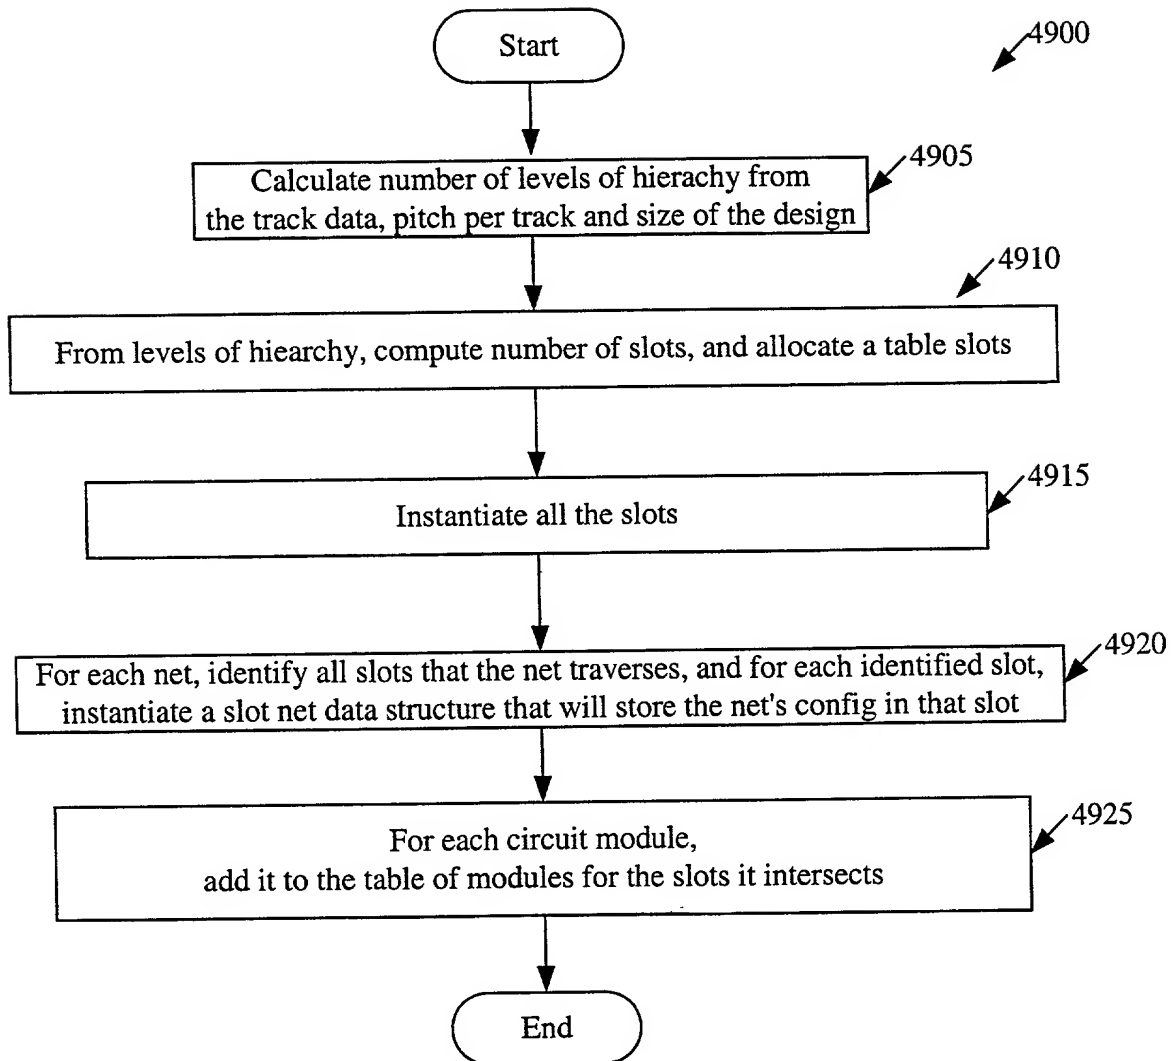 Start
4900
4905
Calculate number of levels of hierachy from
the track data, pitch per track and size of the design
4910
From levels of hiearchy, compute number of slots, and allocate a table slots
4915
Instantiate all the slots
4920
For each net, identify all slots that the net traverses, and for each identified slot,
instantiate a slot net data structure that will store the net's config in that slot
4925
For each circuit module,
add it to the table of modules for the slots it intersects
End